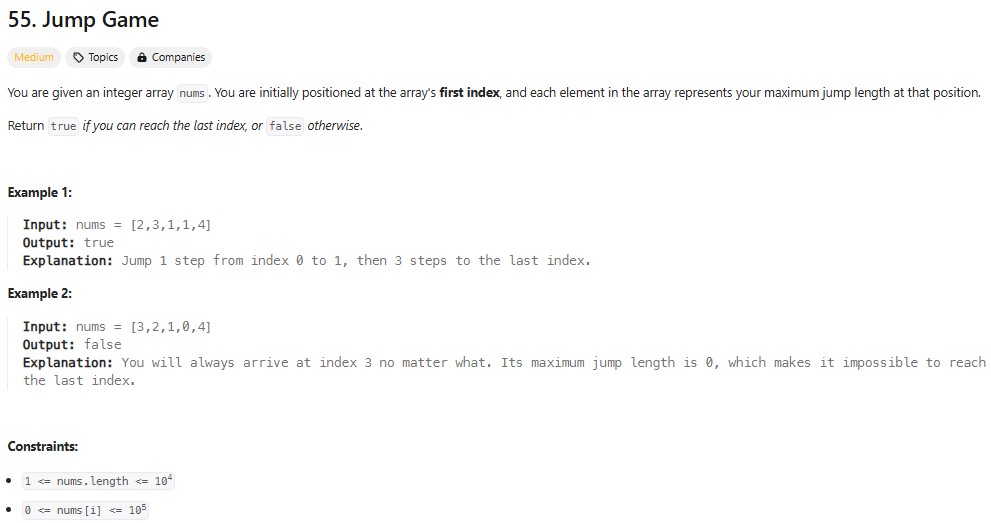 55. Jump Game
Medium Topics Companies
You are given an integer array nums. You are initially positioned at the array's first index, and each element in the array represents your maximum jump length at that position.
Return true if you can reach the last index, or false otherwise.
Example 1:
Input: nums = [2,3,1,1,4]
Output: true
Explanation: Jump 1 step from index 0 to 1, then 3 steps to the last index.
Example 2:
Input: nums = [3,2,1,0,4]
Output: false
Explanation: You will always arrive at index 3 no matter what. Its maximum jump length is 0, which makes it impossible to reach
the last index.
Constraints:
• 1 <= nums.length <= 10⁴
• 0 <= nums[i] <= 10⁵